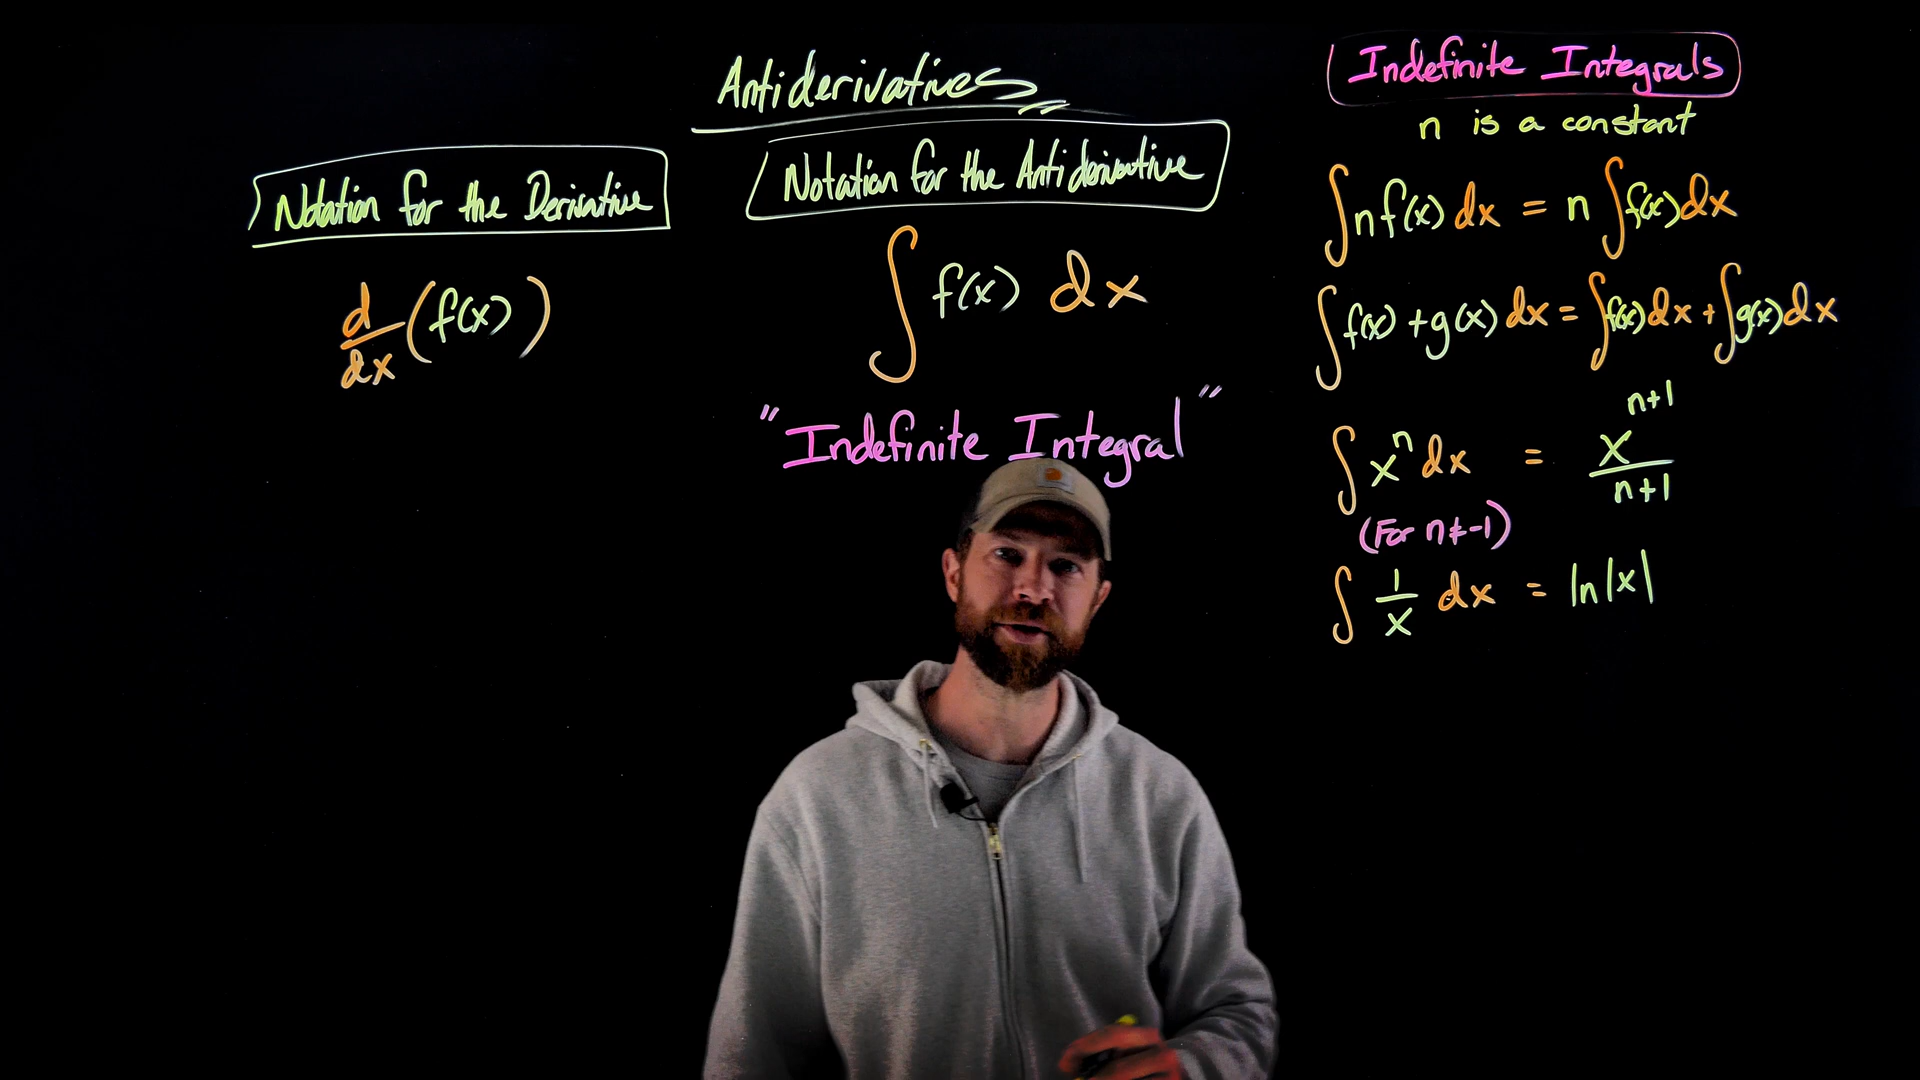 Antiderivatives
Notation for the Derivative
d/dx (f(x))
Notation for the Antiderivative
∫ f(x) dx
"Indefinite Integral"
Indefinite Integrals
n is a constant
∫ n f(x) dx = n ∫ f(x) dx
∫ f(x) + g(x) dx = ∫ f(x) dx + ∫ g(x) dx
∫ xⁿ dx = xⁿ⁺¹/n+1
(For n ≠ -1)
∫ 1/x dx = ln|x|